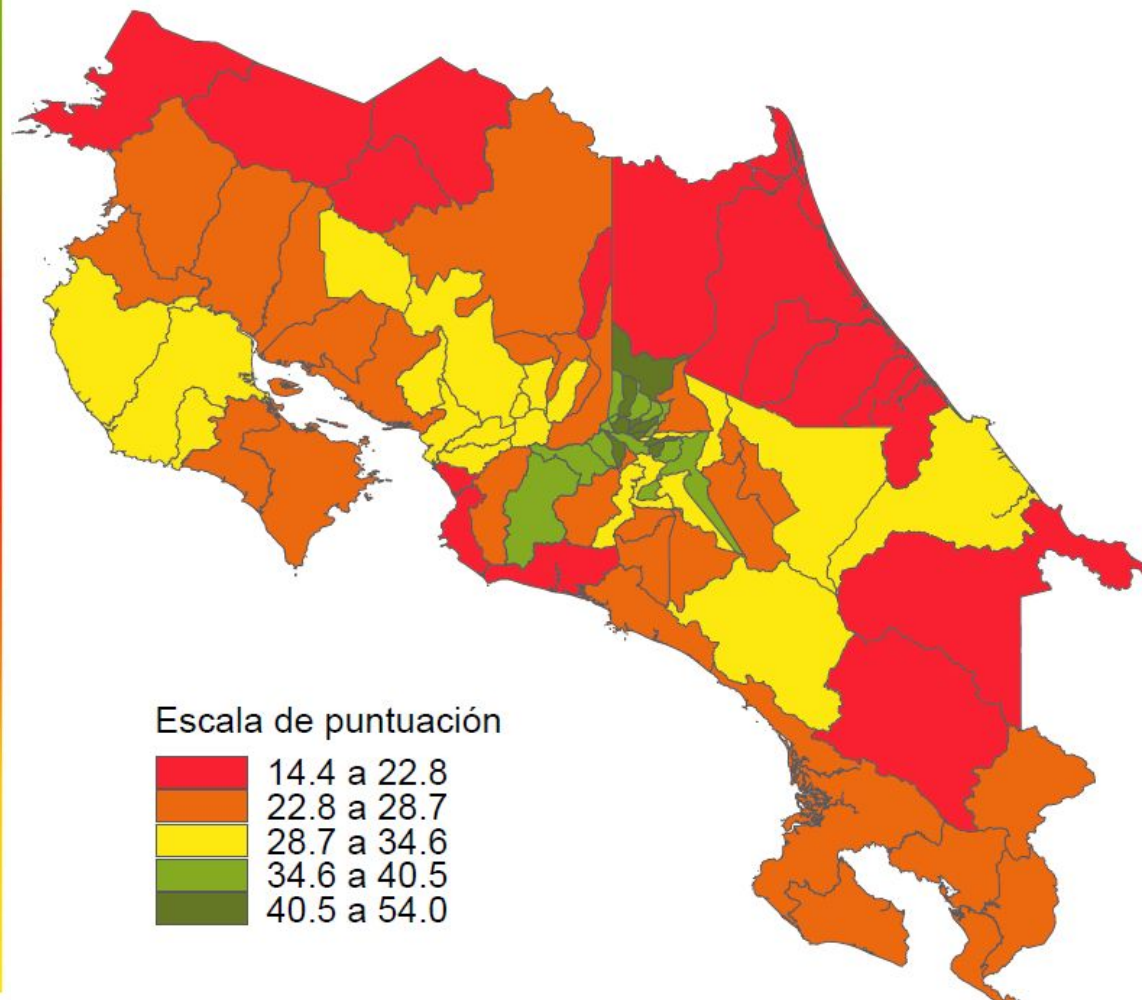 Escala de puntuación
14.4 a 22.8
22.8 a 28.7
28.7 a 34.6
34.6 a 40.5
40.5 a 54.0